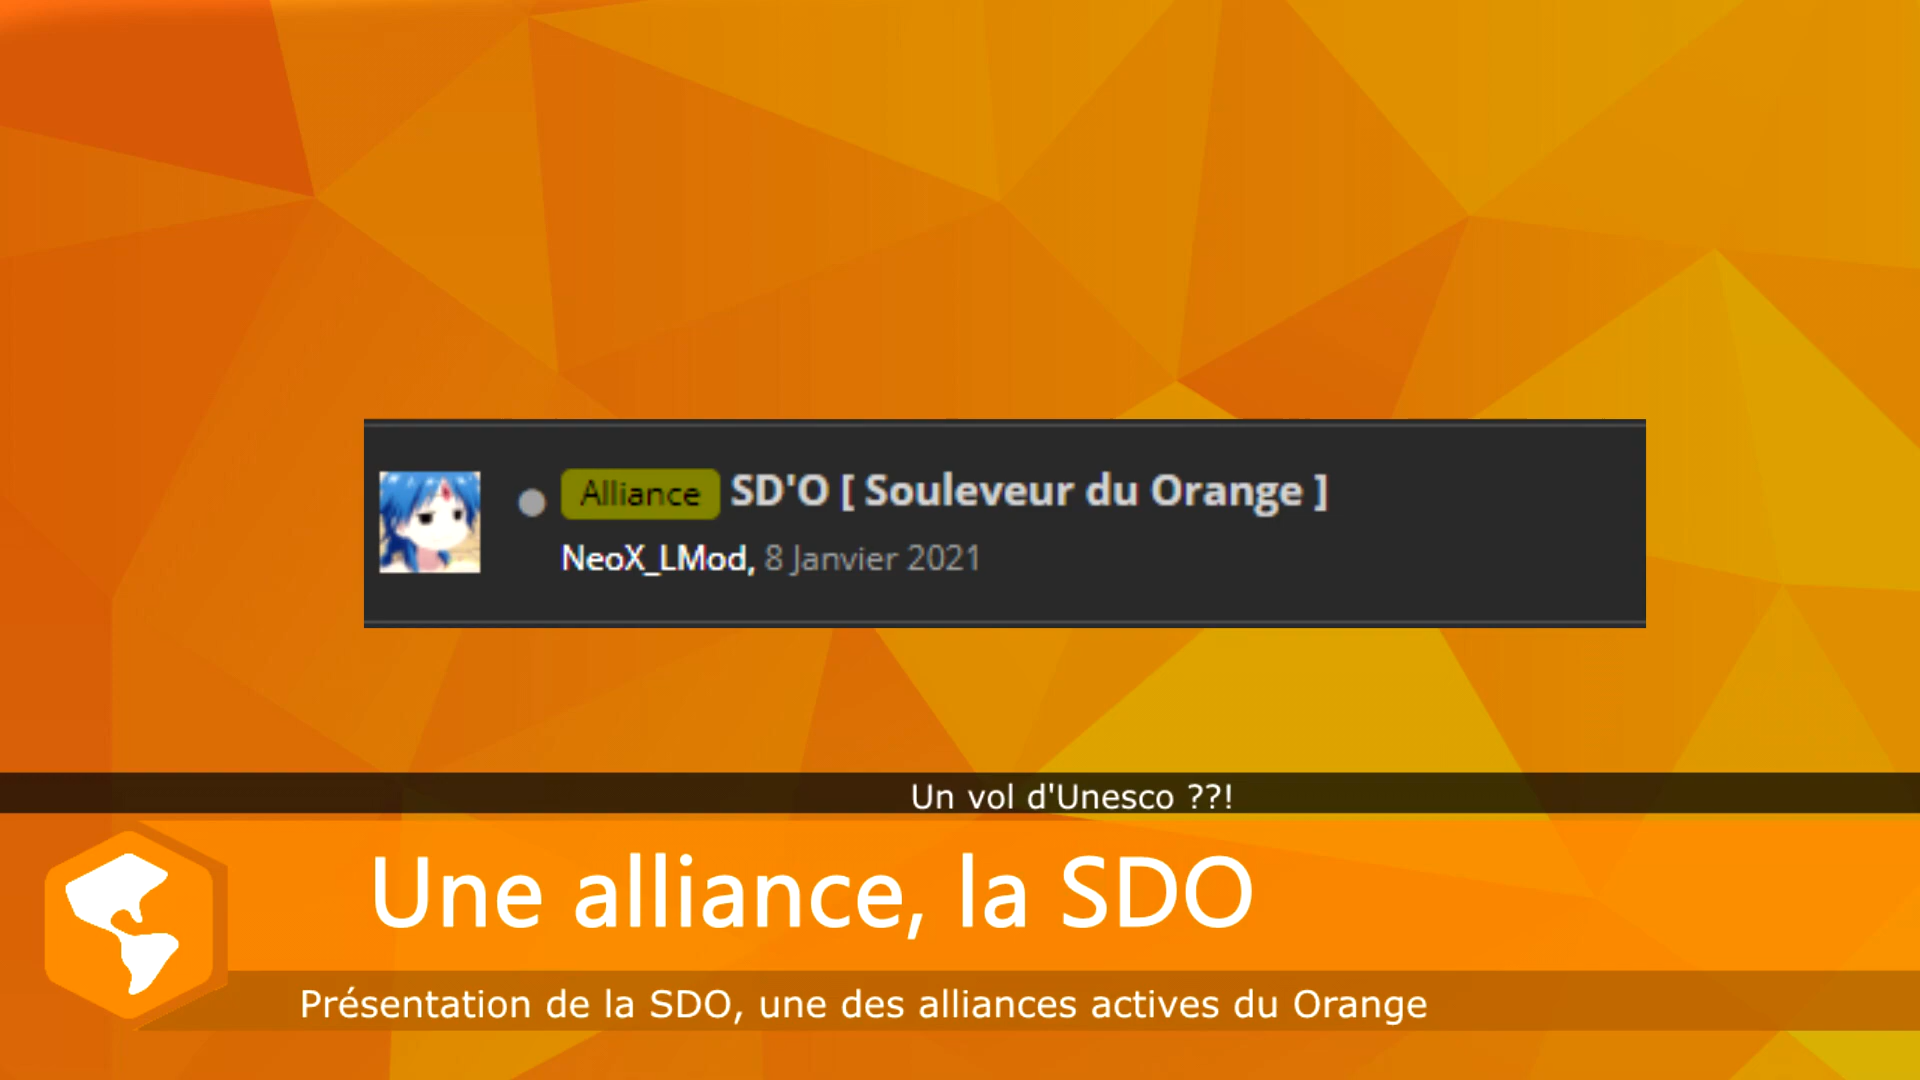 Alliance SD'O [ Souleveur du Orange ]
NeoX_LMod, 8 Janvier 2021
Un vol d'Unesco ??!
Une alliance, la SDO
Présentation de la SDO, une des alliances actives du Orange